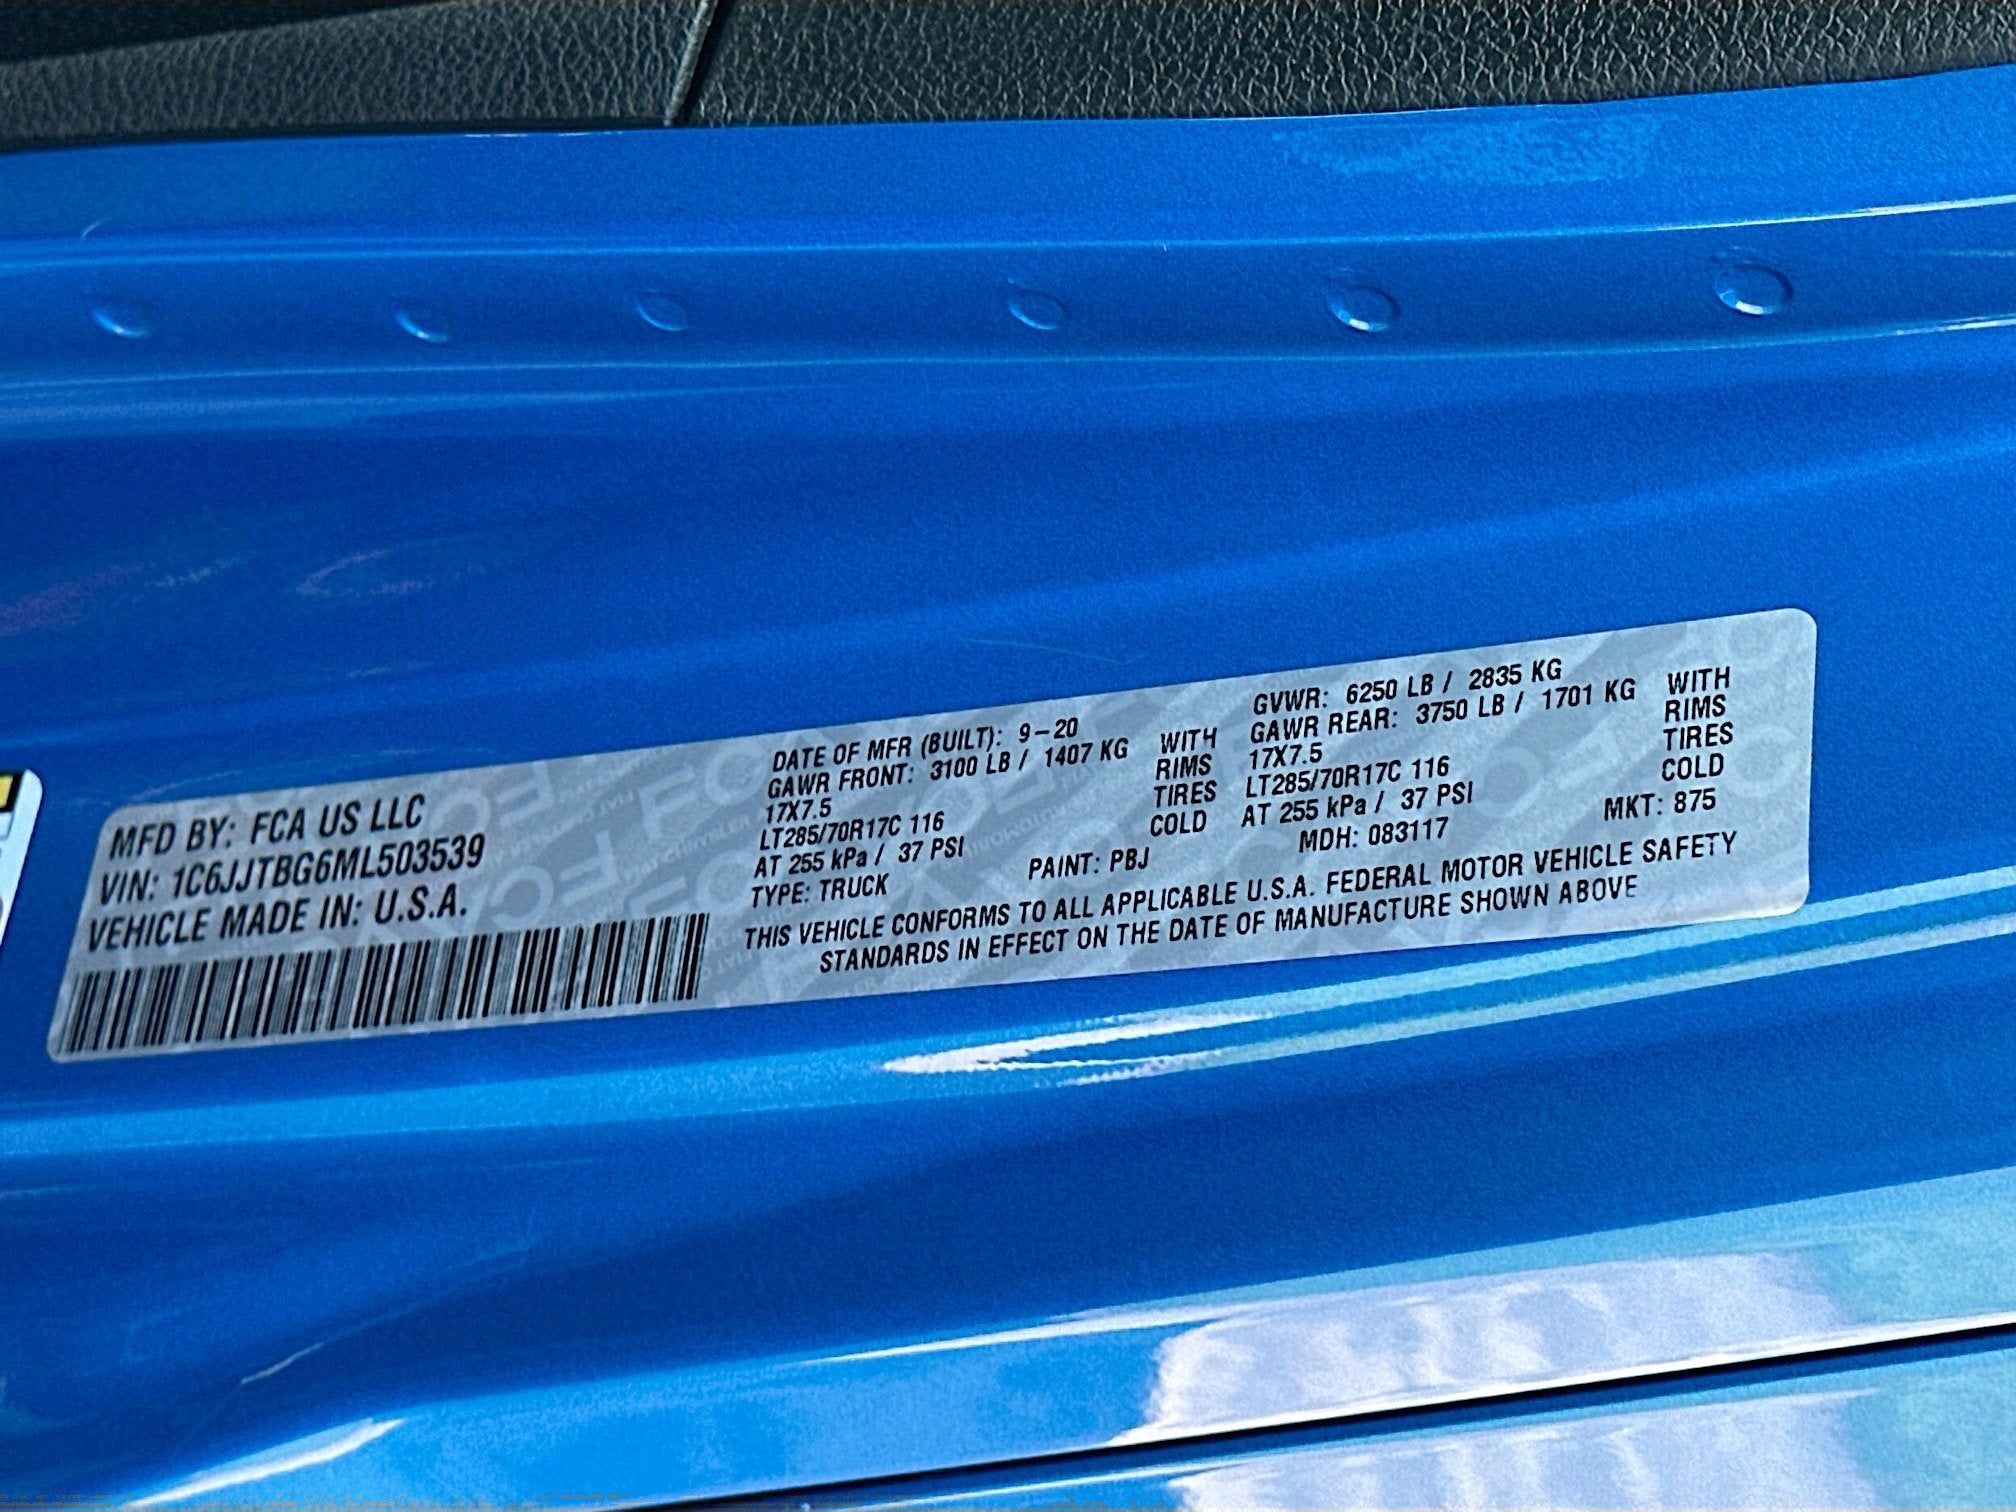 MFD BY: FCA US LLC
VIN: 1C6JJTBG6ML503539
VEHICLE MADE IN: U.S.A.
DATE OF MFR (BUILT): 9-20
GAWR FRONT: 3100 LB / 1407 KG WITH
17X7.5 RIMS
LT285/70R17C 116 TIRES
AT 255 kPa / 37 PSI COLD
TYPE: TRUCK PAINT: PBJ
GVWR: 6250 LB / 2835 KG
GAWR REAR: 3750 LB / 1701 KG WITH
17X7.5 RIMS
LT285/70R17C 116 TIRES
AT 255 kPa / 37 PSI COLD
MDH: 083117 MKT: 875
THIS VEHICLE CONFORMS TO ALL APPLICABLE U.S.A. FEDERAL MOTOR VEHICLE SAFETY
STANDARDS IN EFFECT ON THE DATE OF MANUFACTURE SHOWN ABOVE